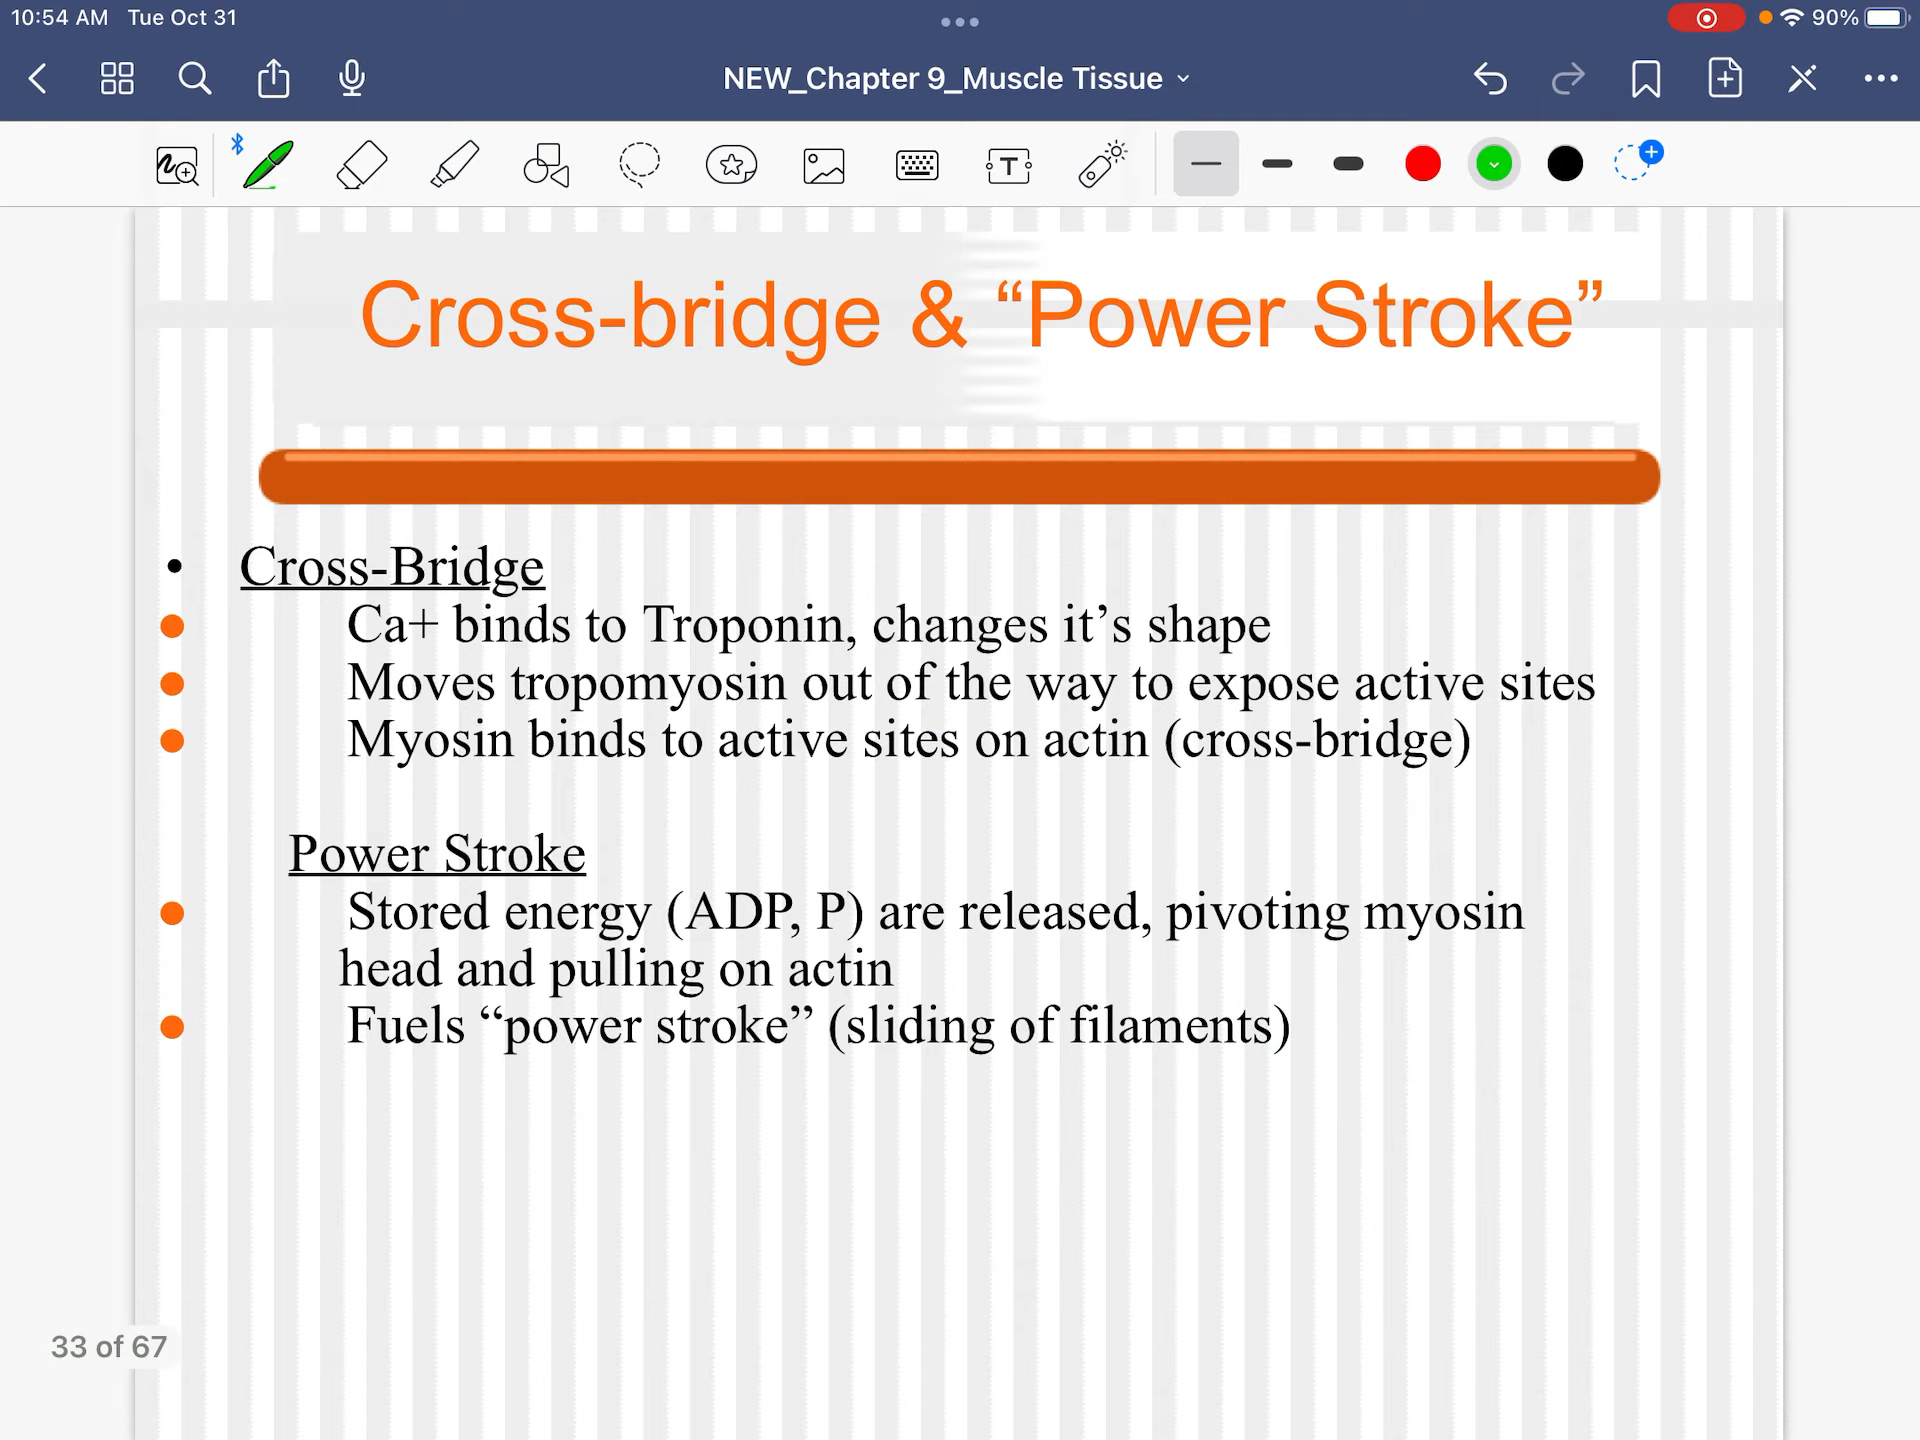 10:54 AM Tue Oct 31
90%
NEW_Chapter 9_Muscle Tissue
Cross-bridge & “Power Stroke”
• Cross-Bridge
Ca+ binds to Troponin, changes it’s shape
Moves tropomyosin out of the way to expose active sites
Myosin binds to active sites on actin (cross-bridge)
Power Stroke
Stored energy (ADP, P) are released, pivoting myosin
head and pulling on actin
Fuels “power stroke” (sliding of filaments)
33 of 67